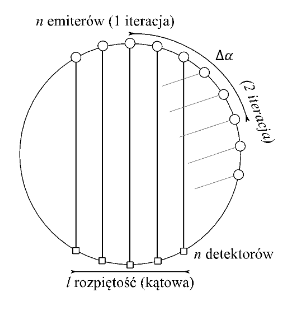 n emiterów (1 iteracja)
Δα
(2 iteracja)
n detektorów
l rozpiętość (kątowa)